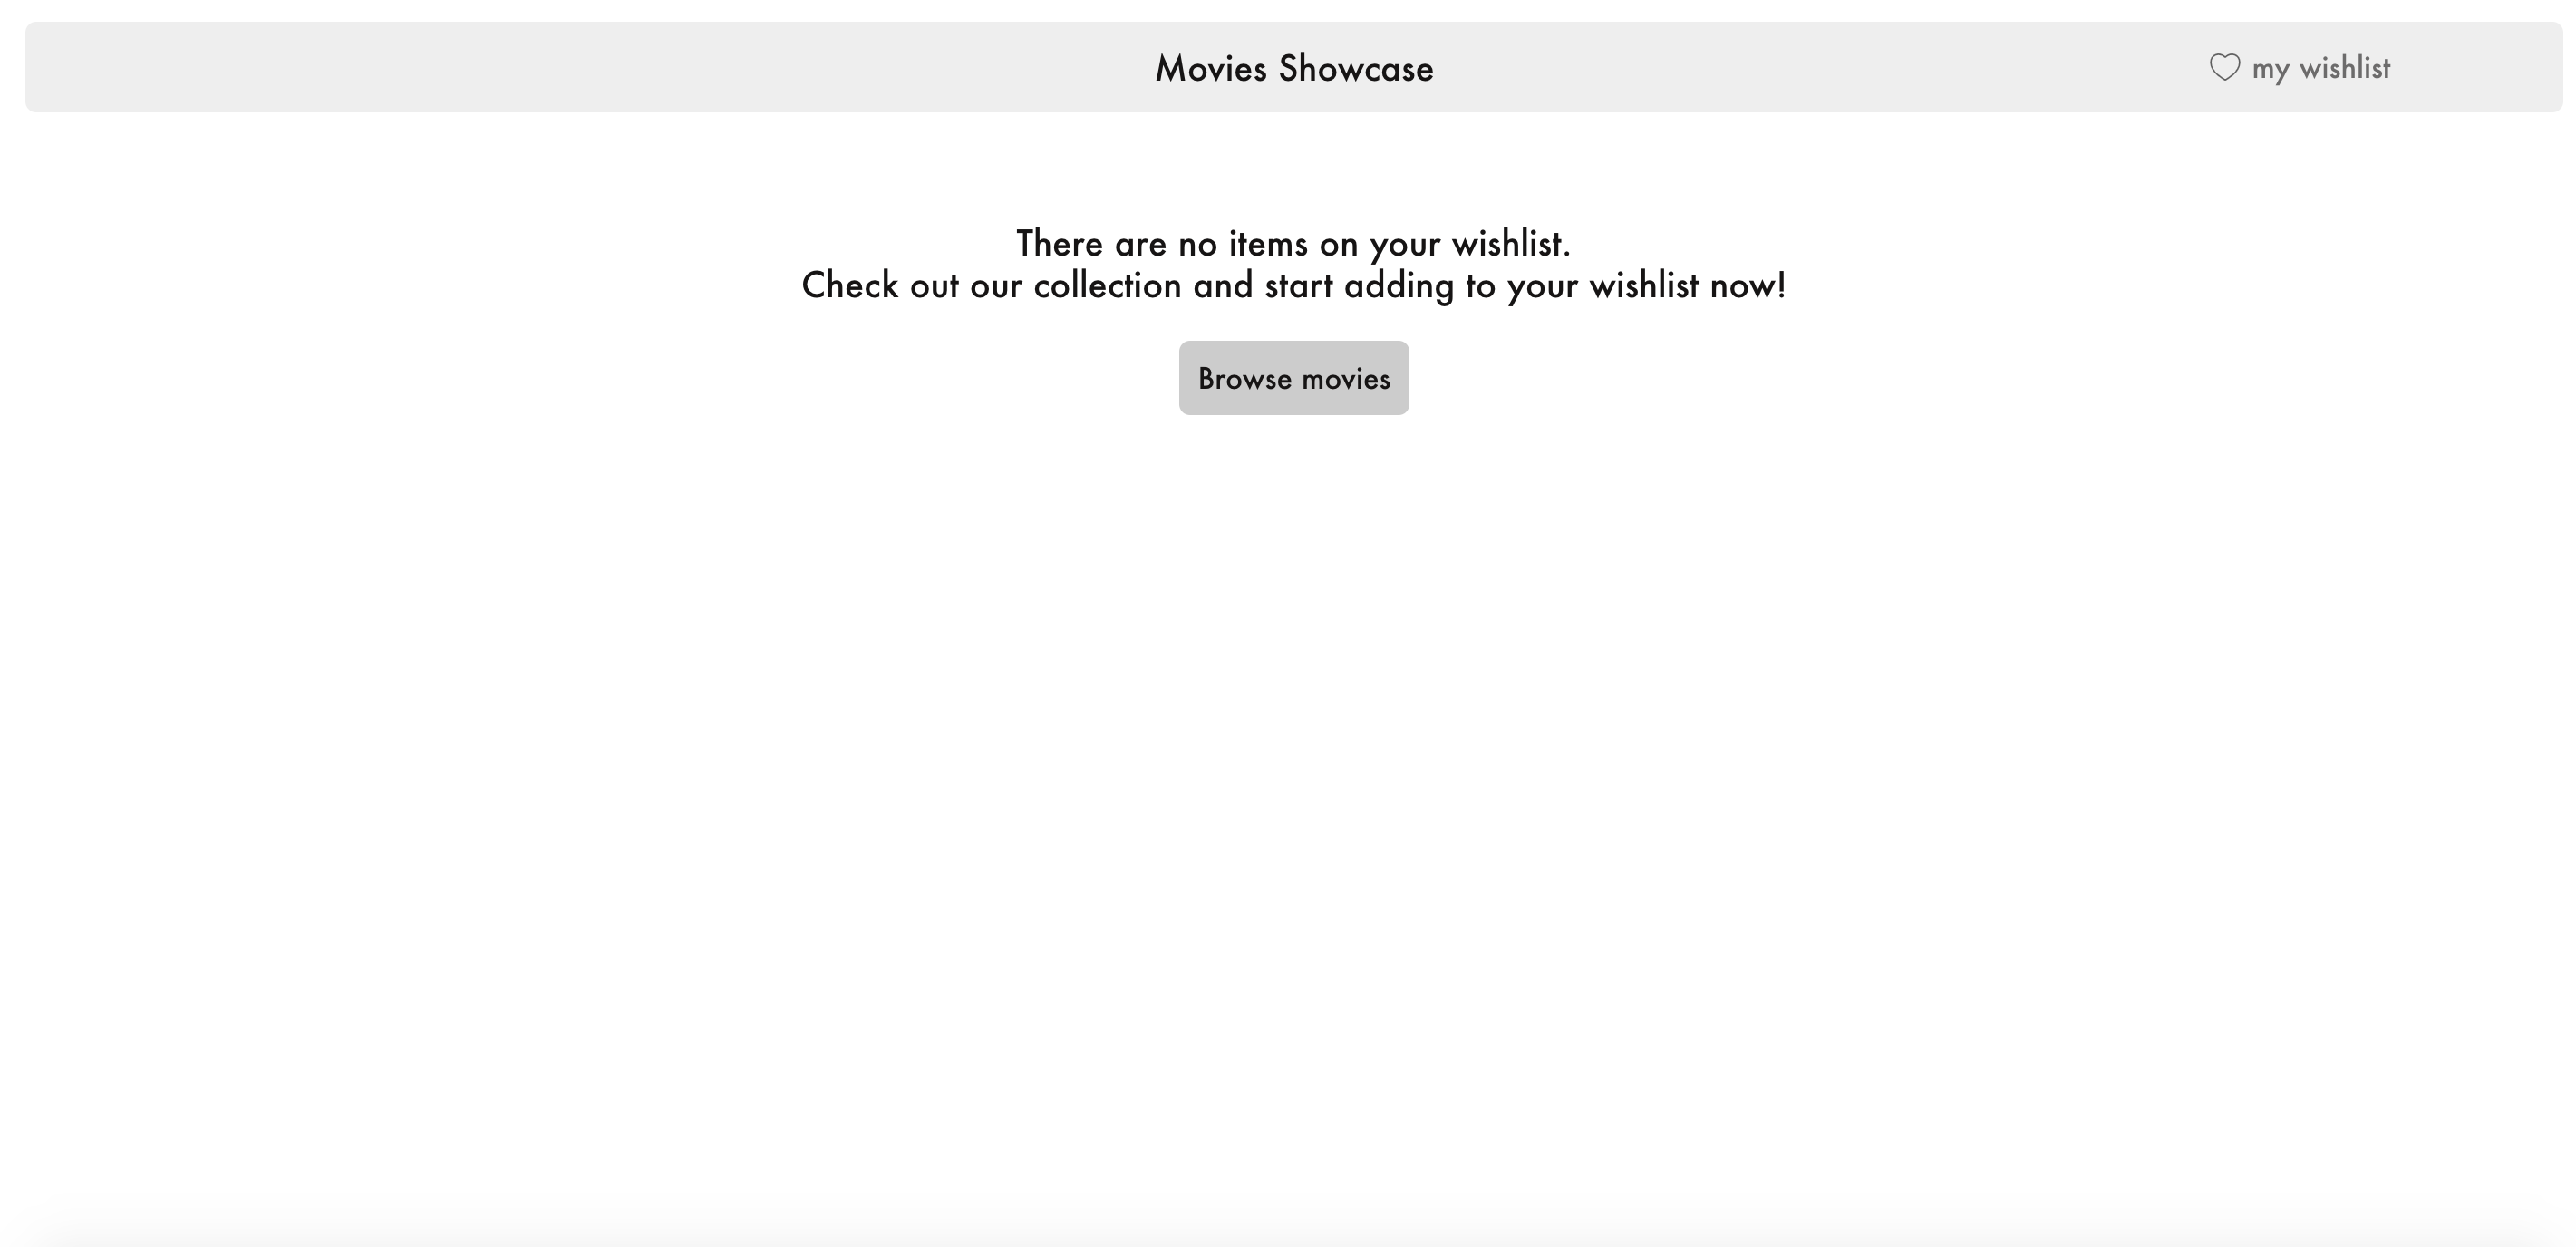 Movies Showcase
my wishlist
There are no items on your wishlist.
Check out our collection and start adding to your wishlist now!
Browse movies